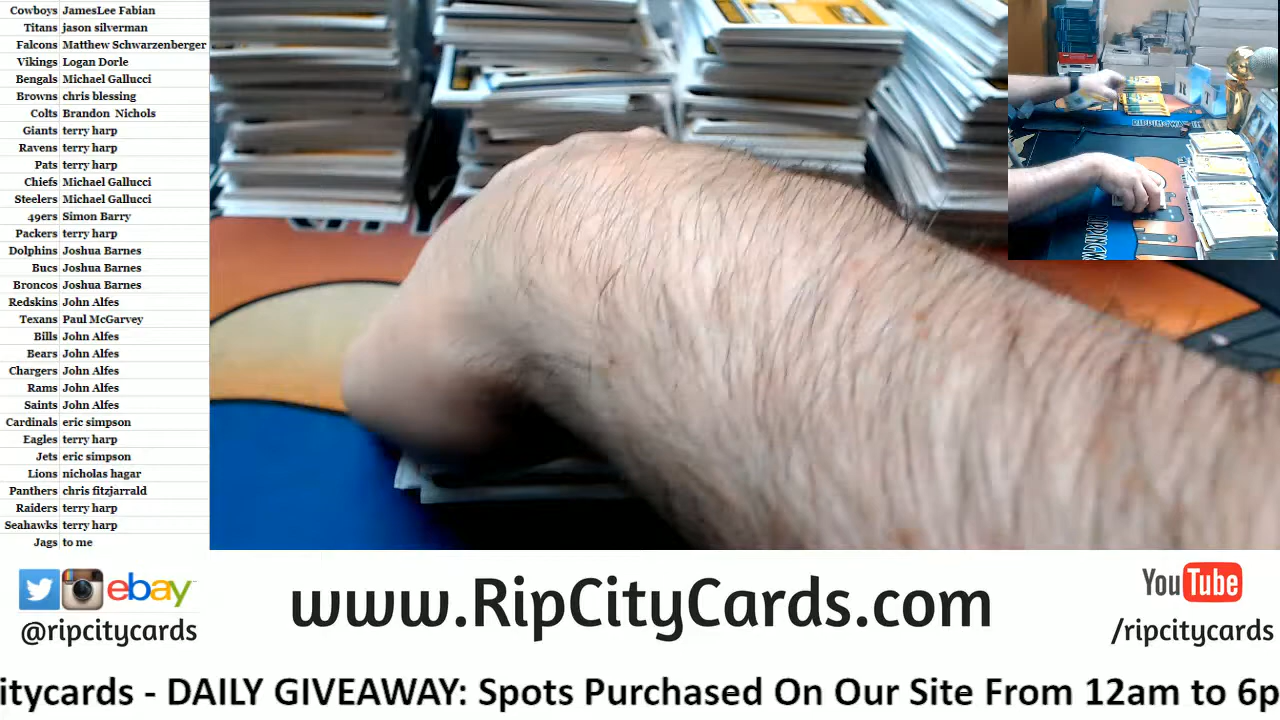 Cowboys JamesLee Fabian
Titans jason silverman
Falcons Matthew Schwarzenberger
Vikings Logan Dorle
Bengals Michael Gallucci
Browns chris blessing
Colts Brandon Nichols
Giants terry harp
Ravens terry harp
Pats terry harp
Chiefs Michael Gallucci
Steelers Michael Gallucci
49ers Simon Barry
Packers terry harp
Dolphins Joshua Barnes
Bucs Joshua Barnes
Broncos Joshua Barnes
Redskins John Alfes
Texans Paul McGarvey
Bills John Alfes
Bears John Alfes
Chargers John Alfes
Rams John Alfes
Saints John Alfes
Cardinals eric simpson
Eagles terry harp
Jets eric simpson
Lions nicholas hagar
Panthers chris fitzjarrald
Raiders terry harp
Seahawks terry harp
Jags to me
ebay
@ripcitycards
www.RipCityCards.com
YouTube
/ripcitycards
itycards - DAILY GIVEAWAY: Spots Purchased On Our Site From 12am to 6p